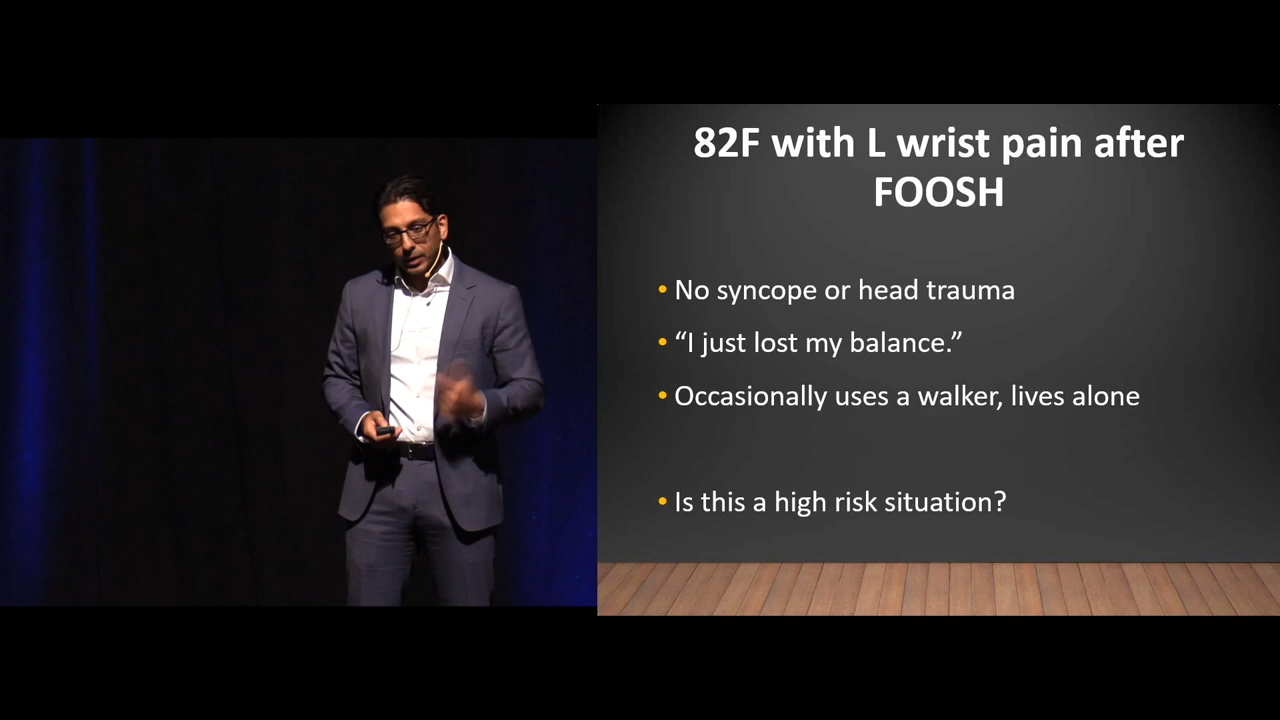 82F with L wrist pain after
FOOSH
• No syncope or head trauma
• “I just lost my balance.”
• Occasionally uses a walker, lives alone
• Is this a high risk situation?